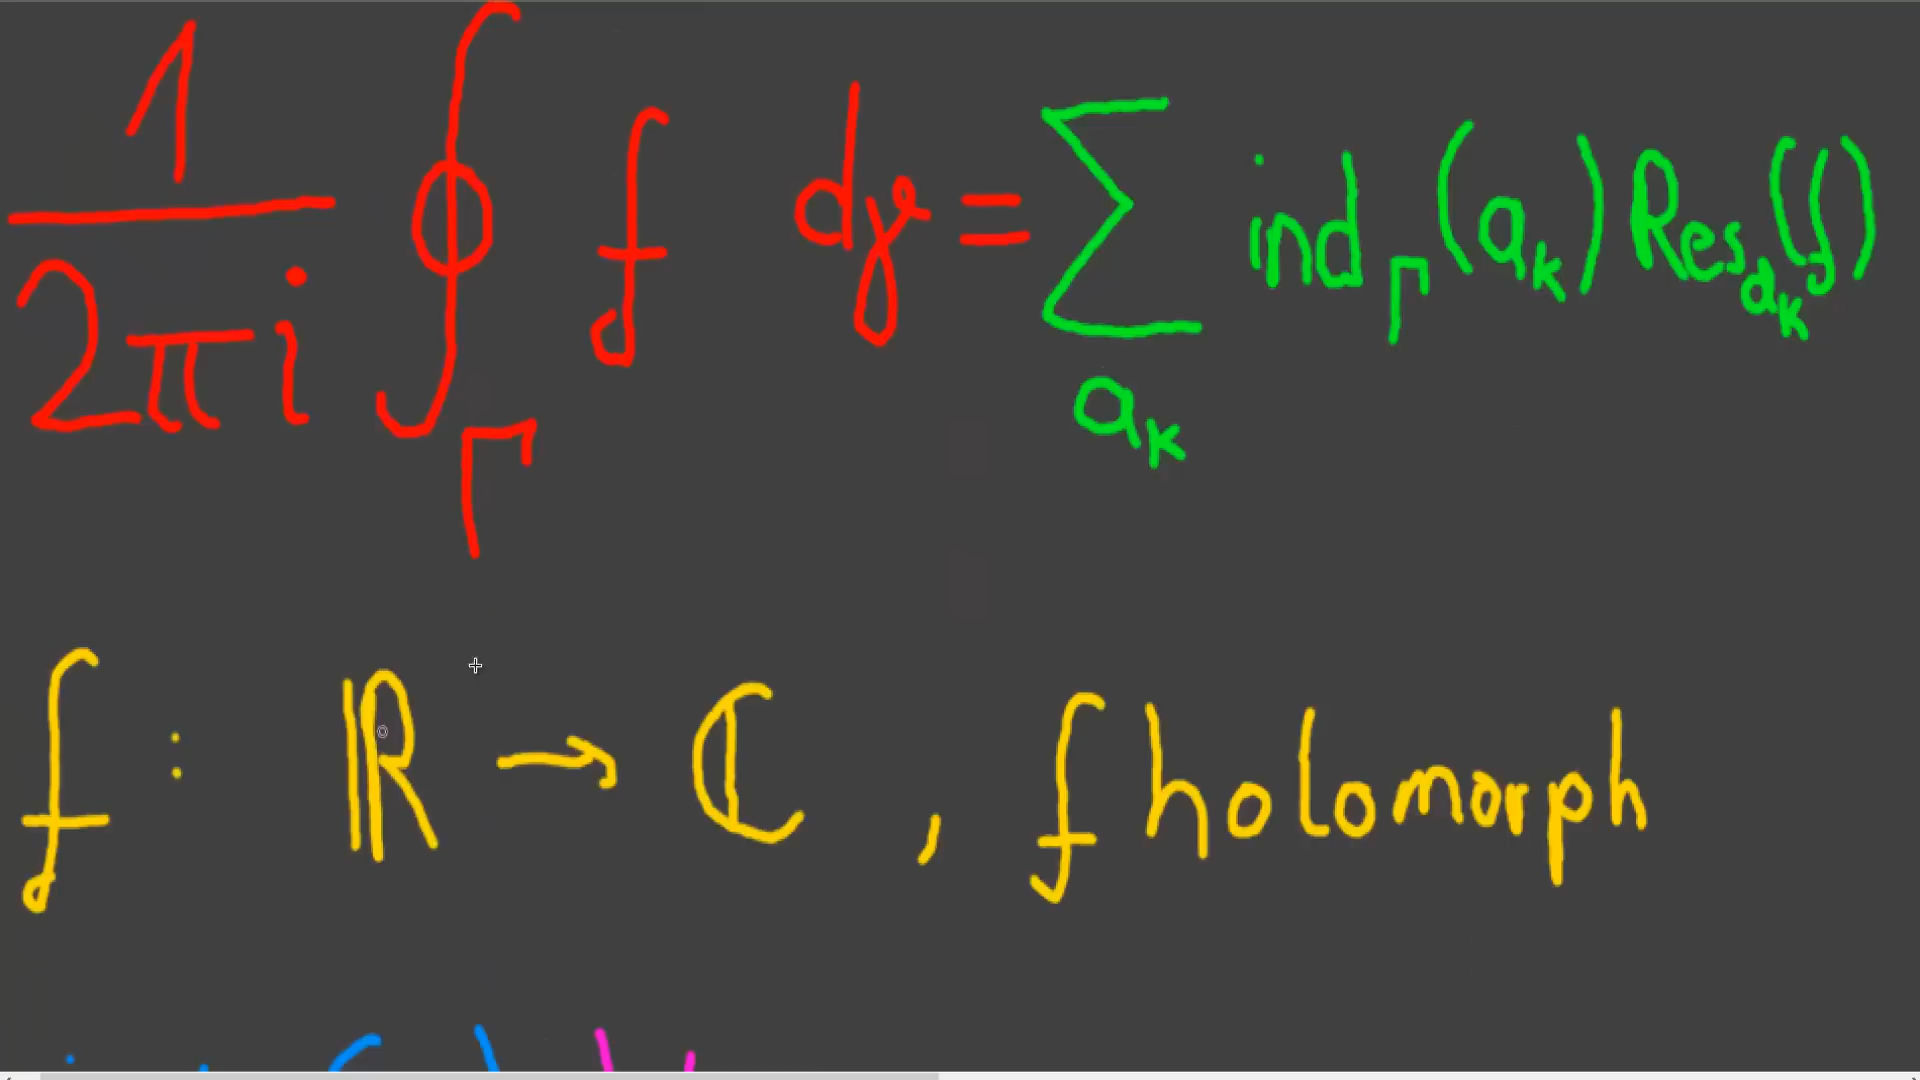 1/2πi ∮_Γ f dγ = Σ_{a_k} ind_Γ(a_k) Res_{a_k}(f)
f : ℝ → ℂ , f holomorph